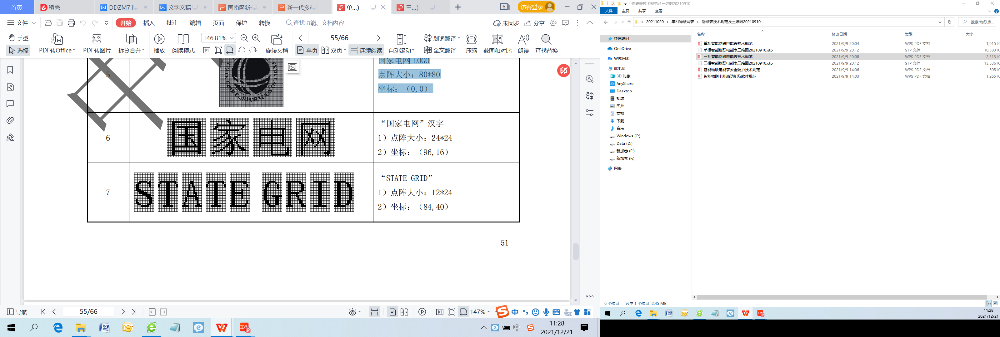 首页
稻壳
DDZM71
文字文稿1
国南网新一
新一代多芯
单...)
三...)
6
访客登录
文件
开始
插入
批注
编辑
页面
保护
转换
查找功能、文档内容
未同步
分享
手型
选择
PDF转Office
PDF转图片
拆分合并
播放
阅读模式
146.81%
旋转文档
55/66
单页
双页
连续阅读
自动滚动
划词翻译
全文翻译
压缩
截图和对比
朗读
查找替换
5
国家电网LOGO
点阵大小：80*80
坐标：（0,0）
6
国家电网
“国家电网”汉字
1）点阵大小：24*24
2）坐标：（96,16）
7
STATE GRID
“STATE GRID”
1）点阵大小：12*24
2）坐标：（84,40）
51
导航
55/66
147%
中
11:28
2021/12/21
物联表技术规范及三维图20210910
文件
主页
共享
查看
20211020 › 单相物联网表 › 物联表技术规范及三维图20210910
搜索"物联表...
名称
修改日期
类型
大小
单相智能物联电能表技术规范 2021/9/9 20:04 WPS PDF 文档 1,915 K
单相智能物联电能表三维图20210910.stp 2021/9/9 20:12 STP 文件 10,383 K
三相智能物联电能表技术规范 2021/9/9 20:08 WPS PDF 文档 2,513 K
三相智能物联电能表三维图20210910.stp 2021/9/9 20:12 STP 文件 13,536 K
智能物联电能表安全防护技术规范 2021/9/9 14:06 WPS PDF 文档 505 K
智能物联电能表功能及软件规范 2021/9/9 14:03 WPS PDF 文档 1,265 K
快速访问
OneDrive
WPS网盘
此电脑
3D 对象
AnyShare
Desktop
视频
图片
文档
下载
音乐
Windows (C:)
Data (D:)
新加卷 (E:)
新加卷 (F:)
网络
6 个项目
选中 1 个项目 2.45 MB
11:28
2021/12/21